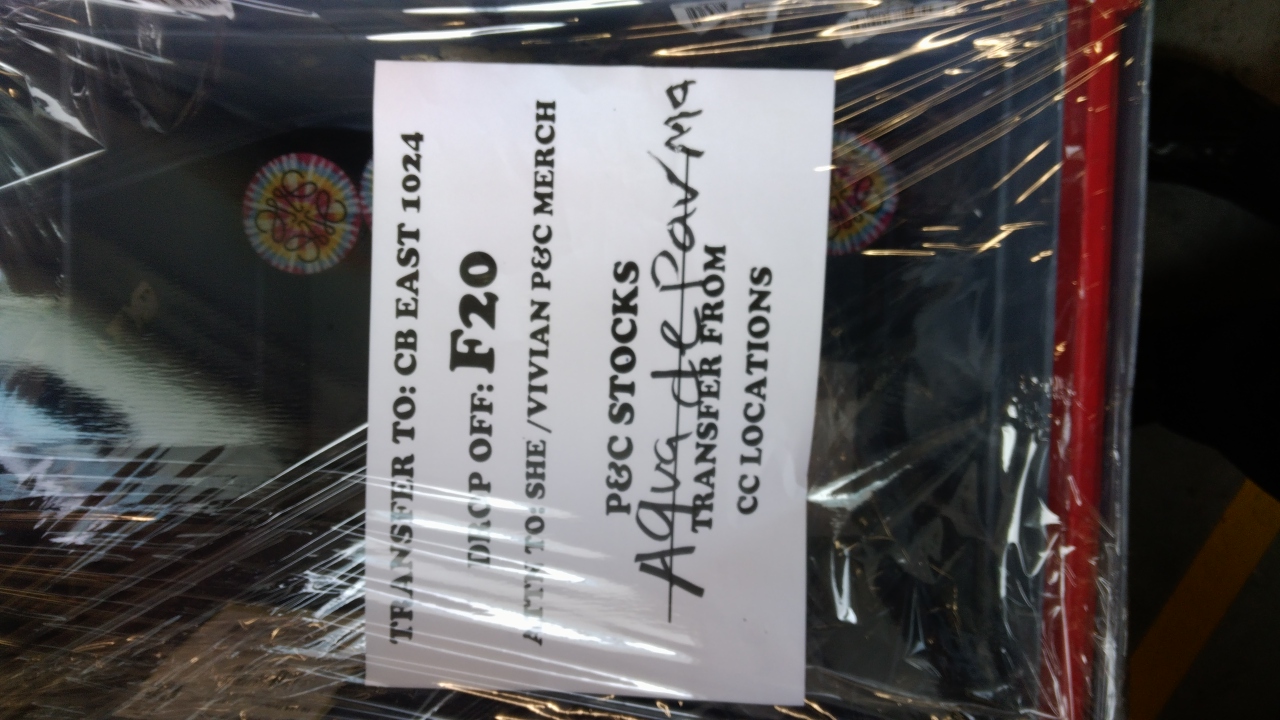 TRANSFER TO: CB EAST 1024
DROP OFF: F20
ATTN TO: SHE /VIVIAN P&C MERCH
P&C STOCKS
Aqua de Parma
TRANSFER FROM
CC LOCATIONS